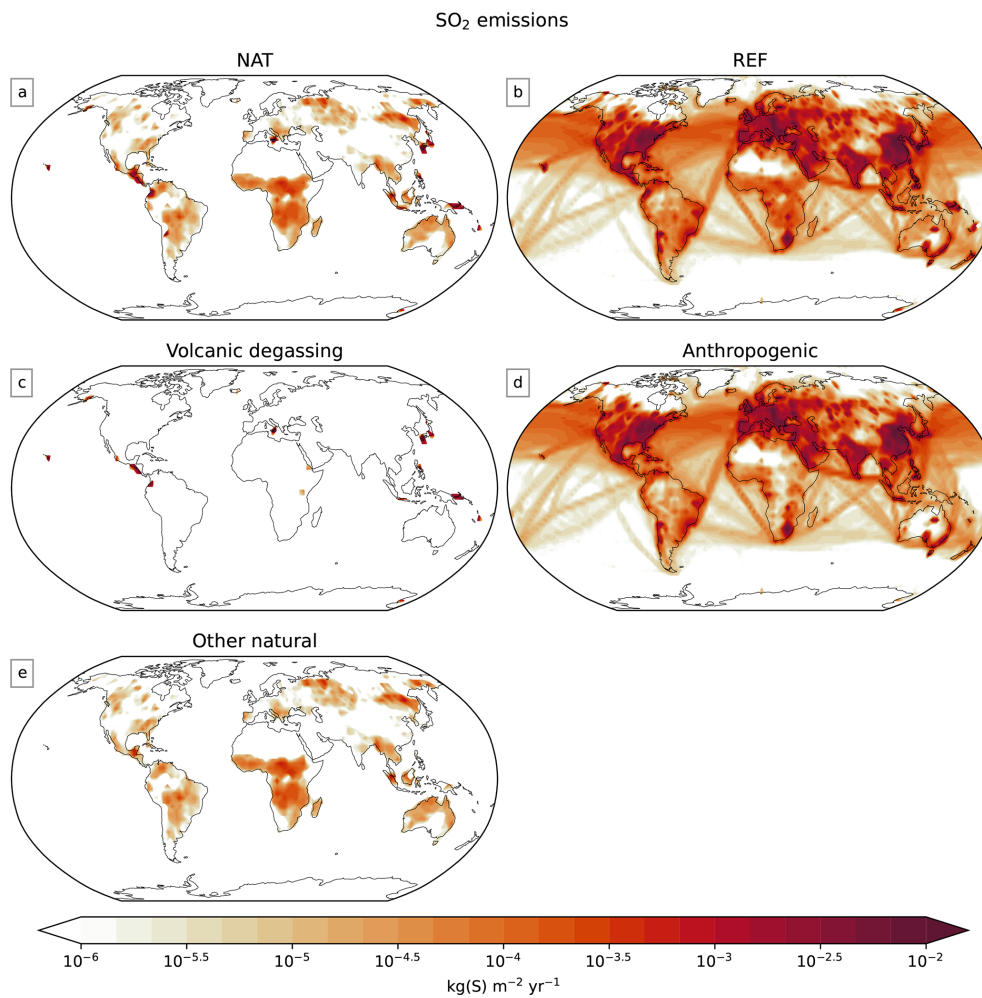 SO₂ emissions
NAT
REF
a
b
Volcanic degassing
Anthropogenic
c
d
Other natural
e
10⁻⁶ 10⁻⁵·⁵ 10⁻⁵ 10⁻⁴·⁵ 10⁻⁴ 10⁻³·⁵ 10⁻³ 10⁻²·⁵ 10⁻²
kg(S) m⁻² yr⁻¹